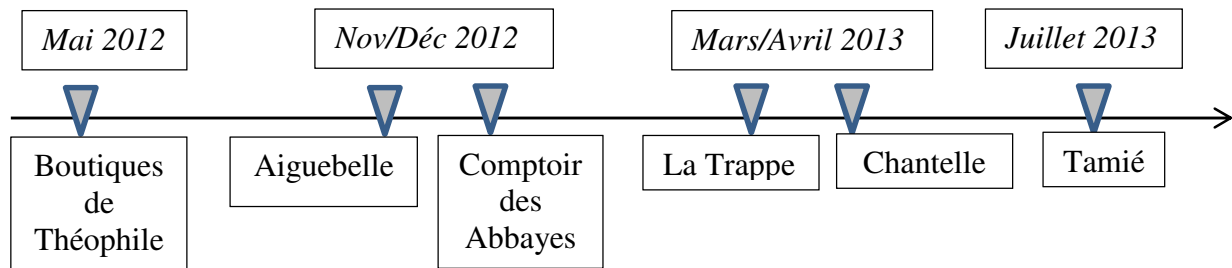 Mai 2012
Nov/Déc 2012
Mars/Avril 2013
Juillet 2013
Boutiques
de
Théophile
Aiguebelle
Comptoir
des
Abbayes
La Trappe
Chantelle
Tamié